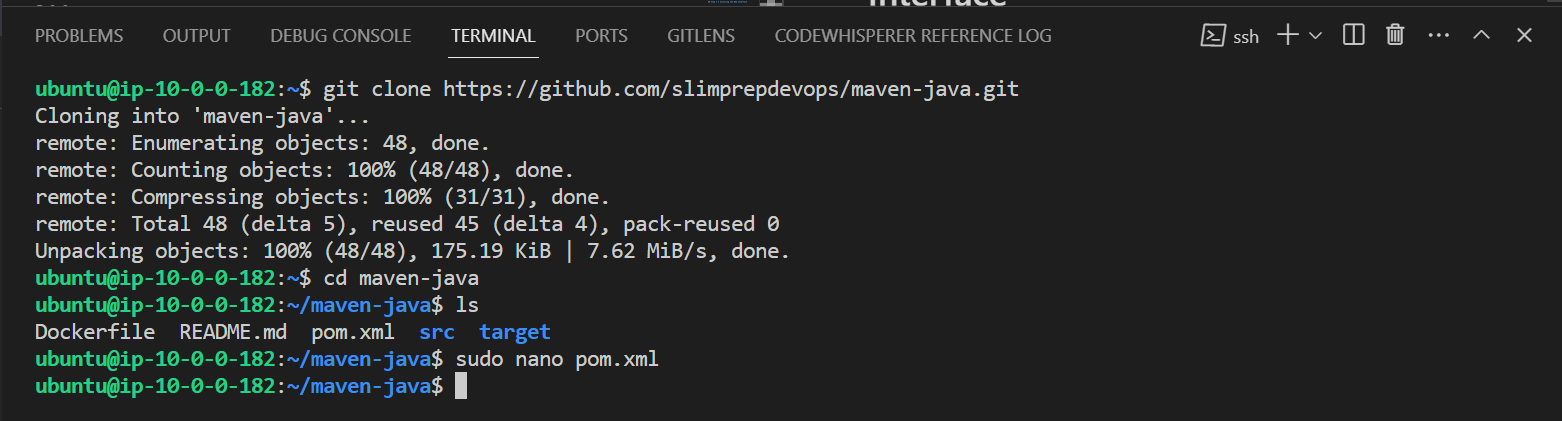 interface
PROBLEMS OUTPUT DEBUG CONSOLE TERMINAL PORTS GITLENS CODEWHISPERER REFERENCE LOG ssh
ubuntu@ip-10-0-0-182:~$ git clone https://github.com/slimprepdevops/maven-java.git
Cloning into 'maven-java'...
remote: Enumerating objects: 48, done.
remote: Counting objects: 100% (48/48), done.
remote: Compressing objects: 100% (31/31), done.
remote: Total 48 (delta 5), reused 45 (delta 4), pack-reused 0
Unpacking objects: 100% (48/48), 175.19 KiB | 7.62 MiB/s, done.
ubuntu@ip-10-0-0-182:~$ cd maven-java
ubuntu@ip-10-0-0-182:~/maven-java$ ls
Dockerfile README.md pom.xml src target
ubuntu@ip-10-0-0-182:~/maven-java$ sudo nano pom.xml
ubuntu@ip-10-0-0-182:~/maven-java$